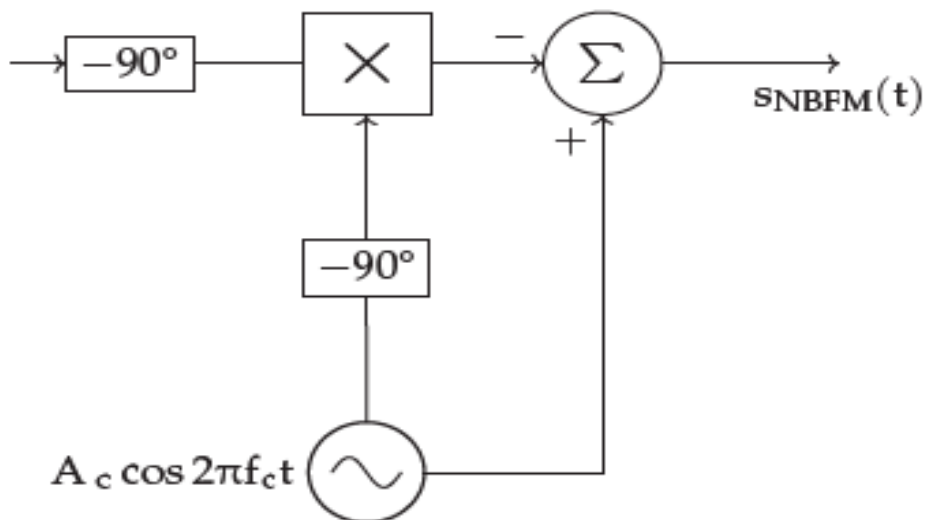 −90°
×
−
Σ
s_NBFM(t)
+
−90°
A_c cos 2πf_ct